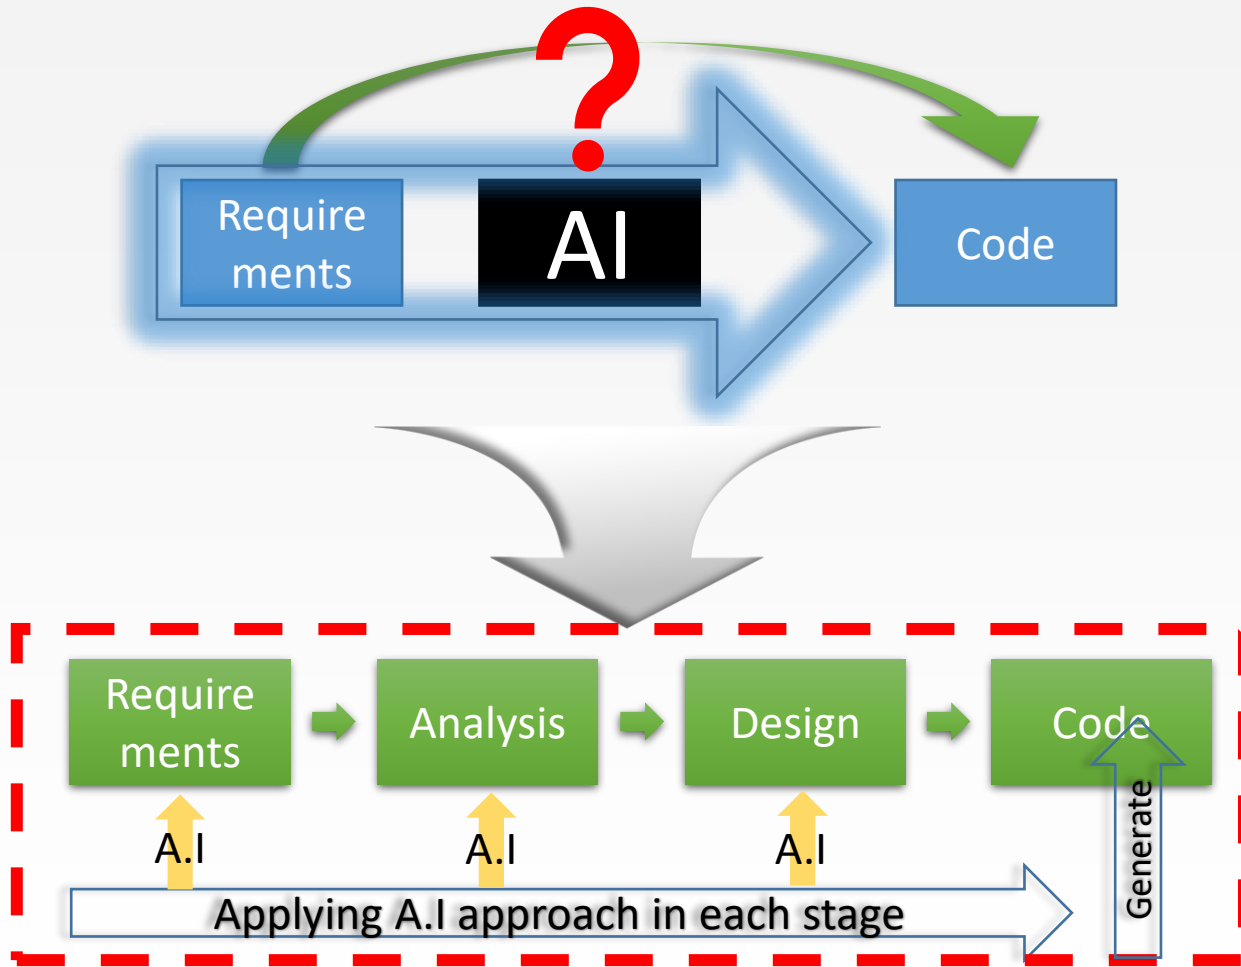 ?
Require
ments
AI
Code
Require
ments
Analysis
Design
Code
A.I
A.I
A.I
Generate
Applying A.I approach in each stage